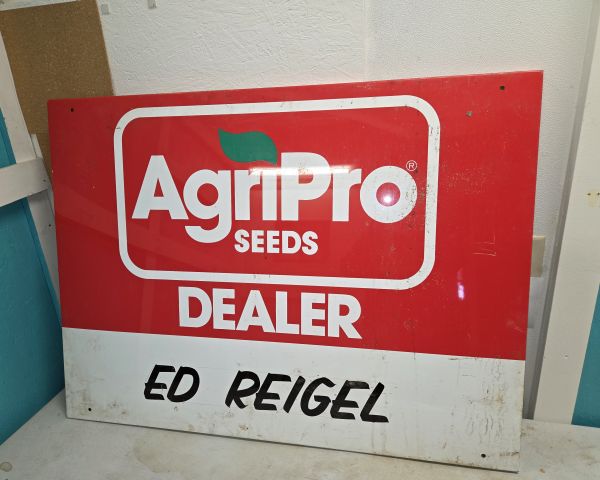 AgriPro®
SEEDS
DEALER
ED REIGEL